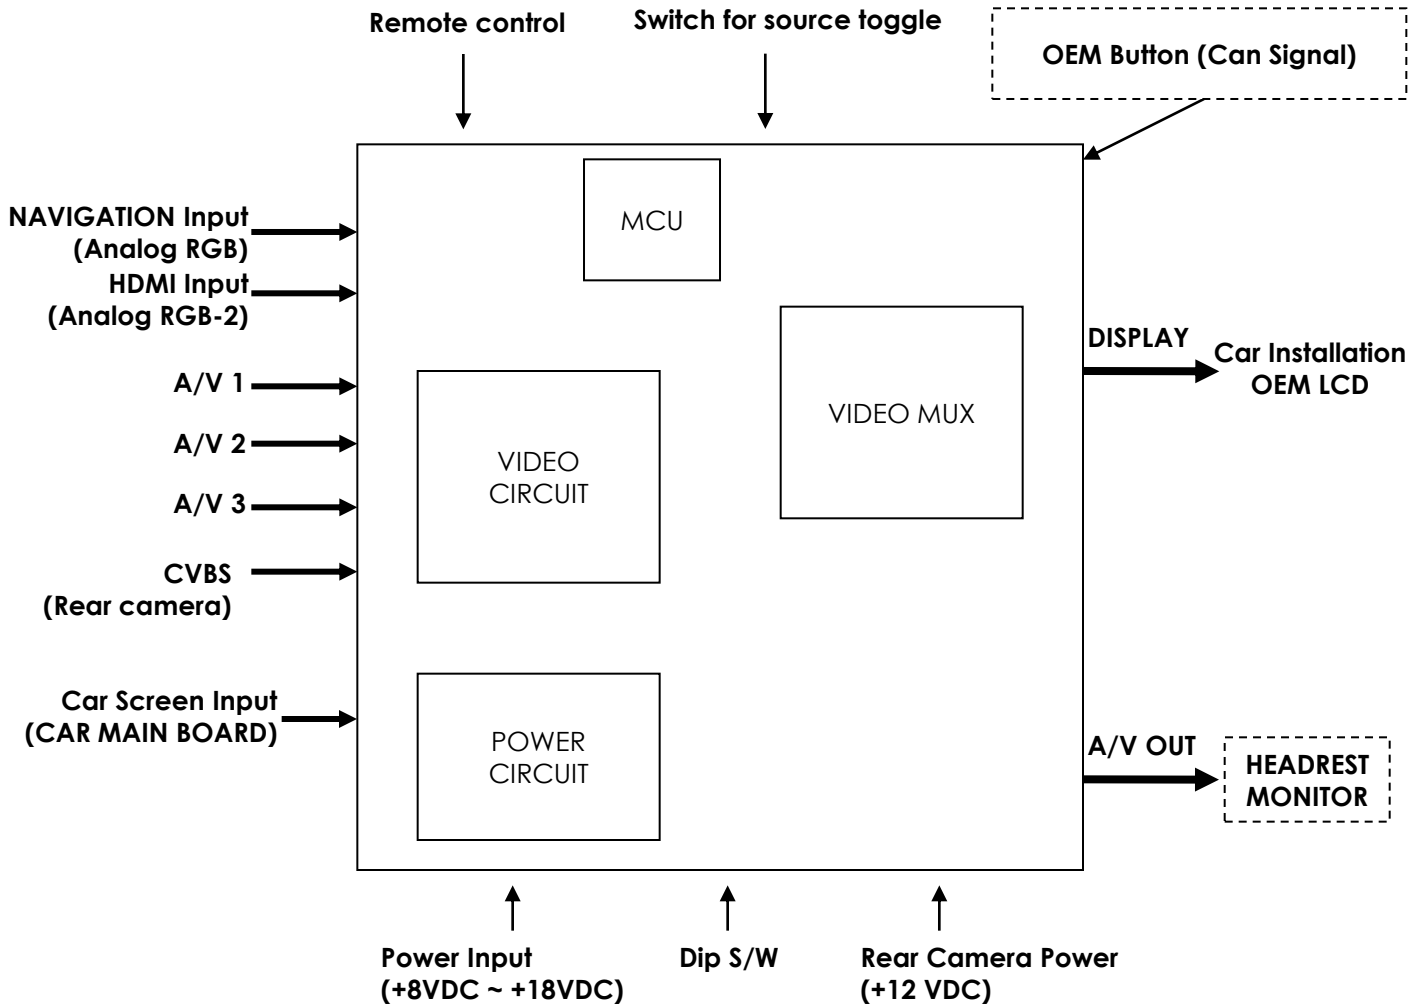 Remote control
Switch for source toggle
OEM Button (Can Signal)
MCU
NAVIGATION Input
(Analog RGB)
HDMI Input
(Analog RGB-2)
A/V 1
A/V 2
A/V 3
CVBS
(Rear camera)
Car Screen Input
(CAR MAIN BOARD)
VIDEO
CIRCUIT
VIDEO MUX
POWER
CIRCUIT
DISPLAY
Car Installation
OEM LCD
A/V OUT
HEADREST
MONITOR
Power Input
(+8VDC ~ +18VDC)
Dip S/W
Rear Camera Power
(+12 VDC)